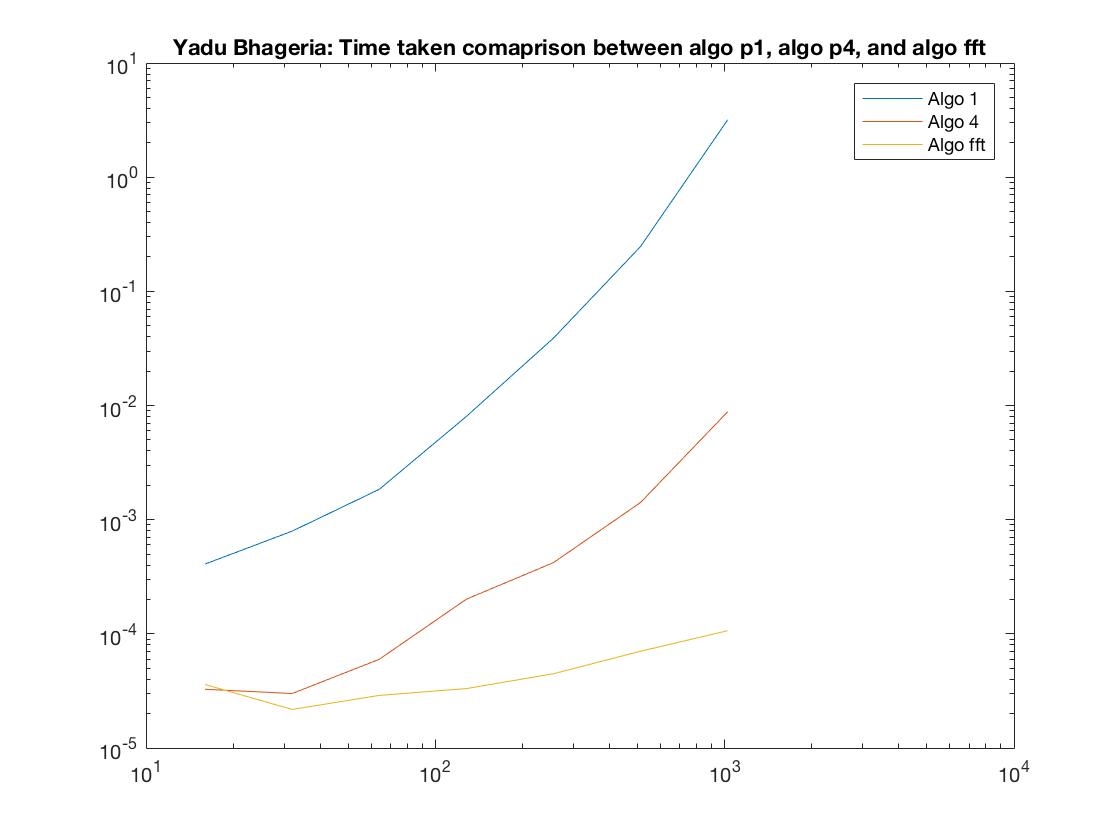 Yadu Bhageria: Time taken comaprison between algo p1, algo p4, and algo fft
Algo 1
Algo 4
Algo fft
10^1
10^0
10^-1
10^-2
10^-3
10^-4
10^-5
10^1 10^2 10^3 10^4